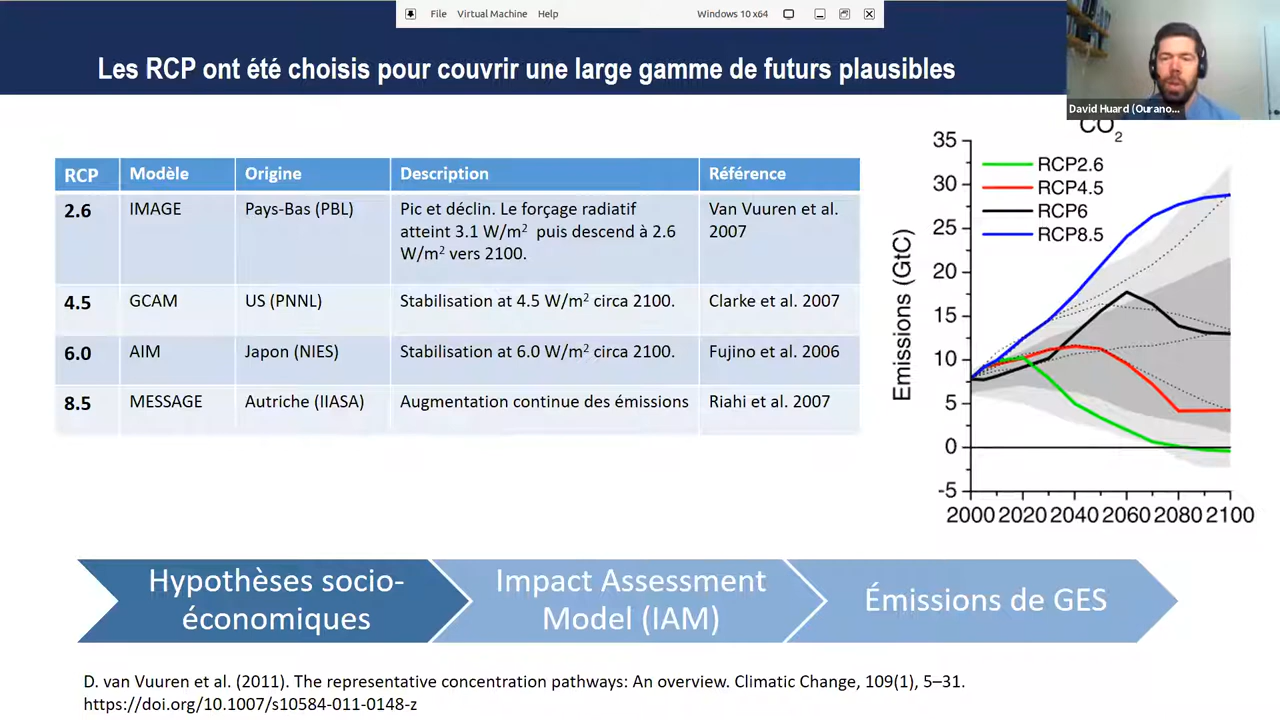 File Virtual Machine Help
Windows 10 x64
Les RCP ont été choisis pour couvrir une large gamme de futurs plausibles
David Huard (Ourano...
RCP Modèle Origine Description Référence
2.6 IMAGE Pays-Bas (PBL) Pic et déclin. Le forçage radiatif Van Vuuren et al.
atteint 3.1 W/m² puis descend à 2.6 2007
W/m² vers 2100.
4.5 GCAM US (PNNL) Stabilisation at 4.5 W/m² circa 2100. Clarke et al. 2007
6.0 AIM Japon (NIES) Stabilisation at 6.0 W/m² circa 2100. Fujino et al. 2006
8.5 MESSAGE Autriche (IIASA) Augmentation continue des émissions Riahi et al. 2007
CO₂
Emissions (GtC)
35
30
25
20
15
10
5
0
-5
RCP2.6
RCP4.5
RCP6
RCP8.5
2000 2020 2040 2060 2080 2100
Hypothèses socio-
économiques
Impact Assessment
Model (IAM)
Émissions de GES
D. van Vuuren et al. (2011). The representative concentration pathways: An overview. Climatic Change, 109(1), 5–31.
https://doi.org/10.1007/s10584-011-0148-z